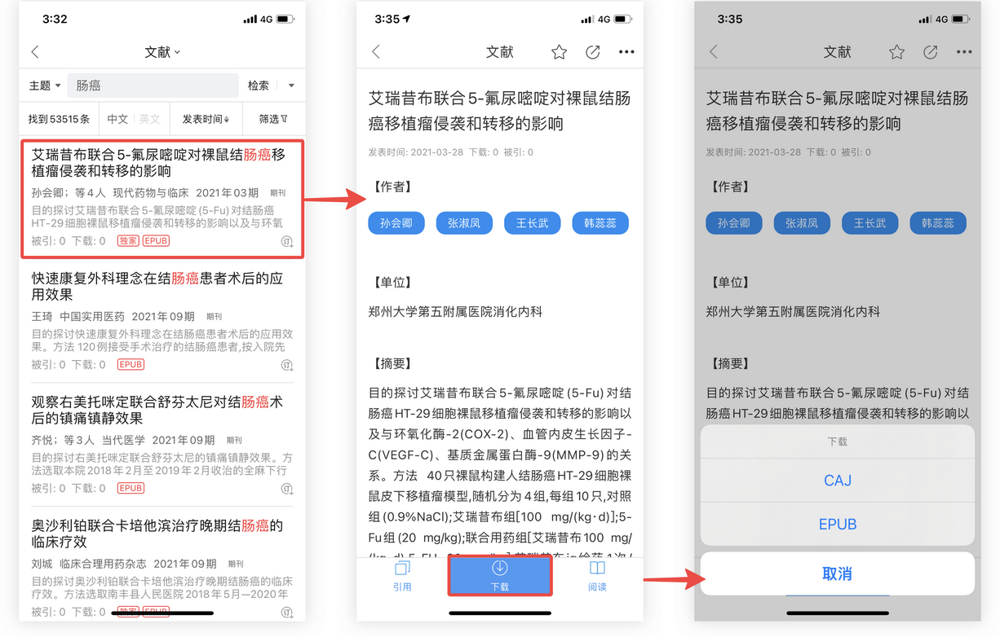 3:32
4G
文献
主题
肠癌
检索
找到53515条
中文
英文
发表时间
筛选
艾瑞昔布联合5-氟尿嘧啶对裸鼠结肠癌移
植瘤侵袭和转移的影响
孙会卿；等4人 现代药物与临床 2021年03期 期刊
目的探讨艾瑞昔布联合5-氟尿嘧啶(5-Fu)对结肠癌
HT-29细胞裸鼠移植瘤侵袭和转移的影响以及与环氧
被引: 0 下载: 0 独家 EPUB
订
快速康复外科理念在结肠癌患者术后的应
用效果
王琦 中国实用医药 2021年09期 期刊
目的探讨快速康复外科理念在结肠癌患者术后的应用效
果。方法 120例接受手术治疗的结肠癌患者,按入院先
被引: 0 下载: 0 EPUB
订
观察右美托咪定联合舒芬太尼对结肠癌术
后的镇痛镇静效果
齐悦；等3人 当代医学 2021年09期 期刊
目的探讨右美托咪定联合舒芬太尼的镇痛镇静效果。方
法选取本院2018年2月至2019年2月收治的全麻下行
被引: 0 下载: 0 EPUB
订
奥沙利铂联合卡培他滨治疗晚期结肠癌的
临床疗效
刘城 临床合理用药杂志 2021年09期 期刊
目的探讨奥沙利铂联合卡培他滨治疗晚期结肠癌的临床
疗效。方法选取南丰县人民医院2018年5月—2020年
被引: 0 下载: 0 独家 EPUB
订
3:35
4G
文献
艾瑞昔布联合5-氟尿嘧啶对裸鼠结肠
癌移植瘤侵袭和转移的影响
发表时间: 2021-03-28 下载: 0 被引: 0
【作者】
孙会卿 张淑凤 王长武 韩蕊蕊
【单位】
郑州大学第五附属医院消化内科
【摘要】
目的探讨艾瑞昔布联合5-氟尿嘧啶(5-Fu)对结
肠癌HT-29细胞裸鼠移植瘤侵袭和转移的影响以
及与环氧化酶-2(COX-2)、血管内皮生长因子-
C(VEGF-C)、基质金属蛋白酶-9(MMP-9)的关
系。方法 40只裸鼠构建人结肠癌HT-29细胞裸
鼠皮下移植瘤模型,随机分为4组,每组10只,对照
组(0.9%NaCl);艾瑞昔布组[100 mg/(kg·d)];5-
Fu组(20 mg/kg);联合用药组[艾瑞昔布100 mg/
引用
下载
阅读
3:35
4G
文献
艾瑞昔布联合5-氟尿嘧啶对裸鼠结肠
癌移植瘤侵袭和转移的影响
发表时间: 2021-03-28 下载: 0 被引: 0
【作者】
孙会卿 张淑凤 王长武 韩蕊蕊
【单位】
郑州大学第五附属医院消化内科
【摘要】
目的探讨艾瑞昔布联合5-氟尿嘧啶(5-Fu)对结
肠癌HT-29细胞裸鼠移植瘤侵袭和转移的影响以
下载
CAJ
EPUB
取消